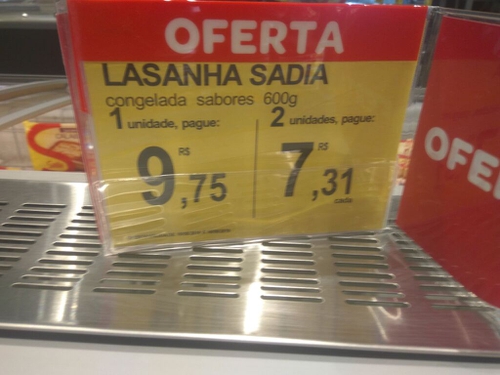 OFERTA
LASANHA SADIA
congelada sabores 600g
1 unidade, pague: 2 unidades, pague:
R$ 9,75 R$ 7,31
cada
OFE